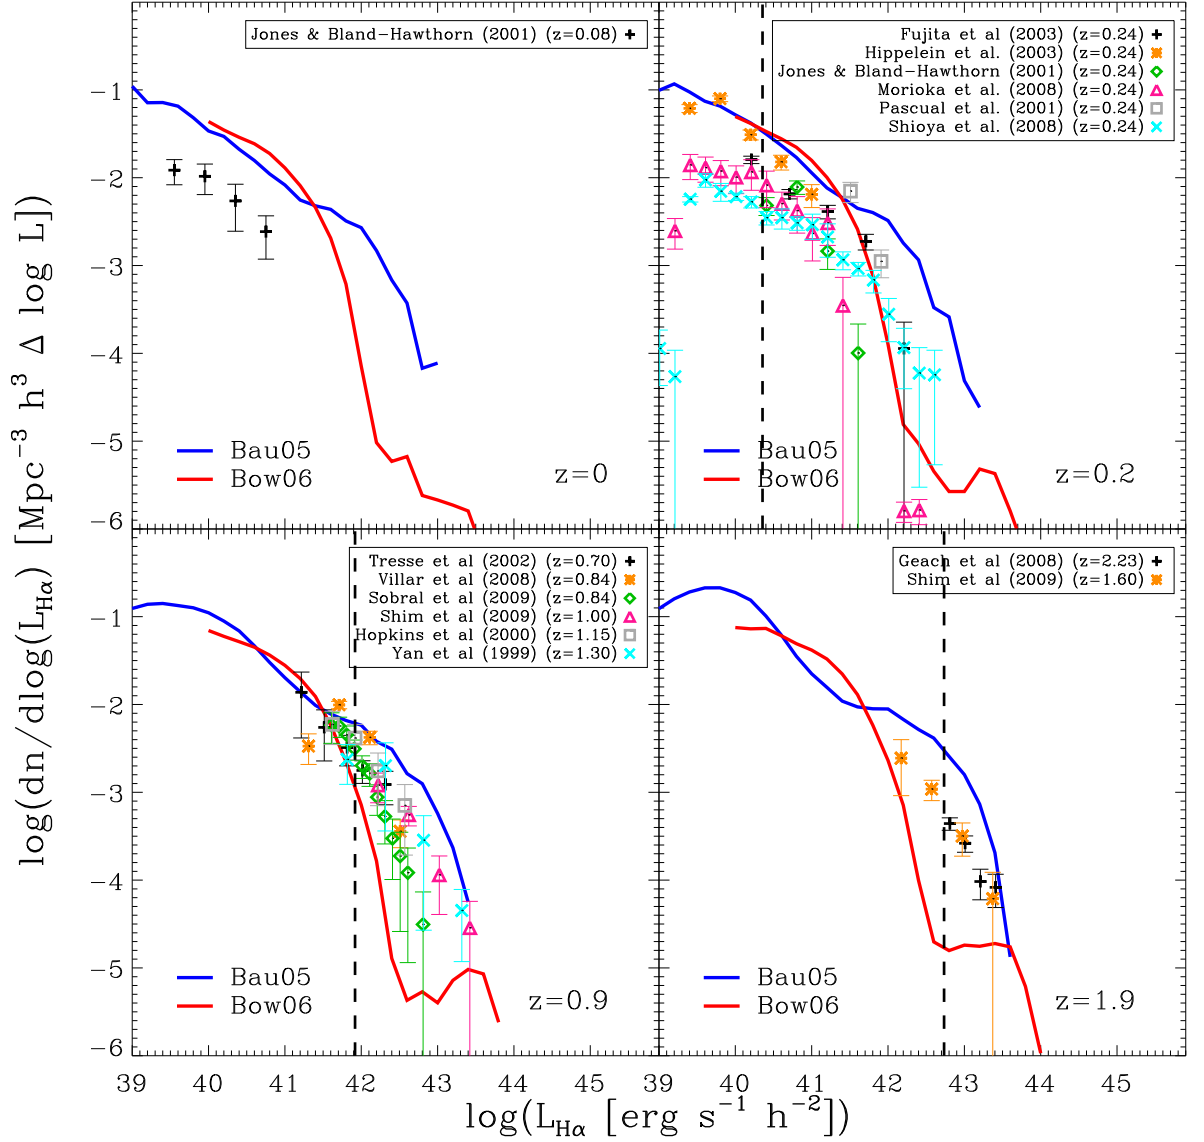 log(dn/dlog(L_Hα) [Mpc⁻³ h³ Δ log L])
Jones & Bland-Hawthorn (2001) (z=0.08)
−1
−2
−3
−4
−5
−6
Bau05
Bow06
z=0
Fujita et al (2003) (z=0.24)
Hippelein et al. (2003) (z=0.24)
Jones & Bland-Hawthorn (2001) (z=0.24)
Morioka et al. (2008) (z=0.24)
Pascual et al. (2001) (z=0.24)
Shioya et al. (2008) (z=0.24)
Bau05
Bow06
z=0.2
Tresse et al (2002) (z=0.70)
Villar et al (2008) (z=0.84)
Sobral et al (2009) (z=0.84)
Shim et al (2009) (z=1.00)
Hopkins et al (2000) (z=1.15)
Yan et al (1999) (z=1.30)
−1
−2
−3
−4
−5
−6
Bau05
Bow06
z=0.9
Geach et al (2008) (z=2.23)
Shim et al (2009) (z=1.60)
Bau05
Bow06
z=1.9
39 40 41 42 43 39 40 41 42 43 44 45
log(L_Hα [erg s⁻¹ h⁻²])